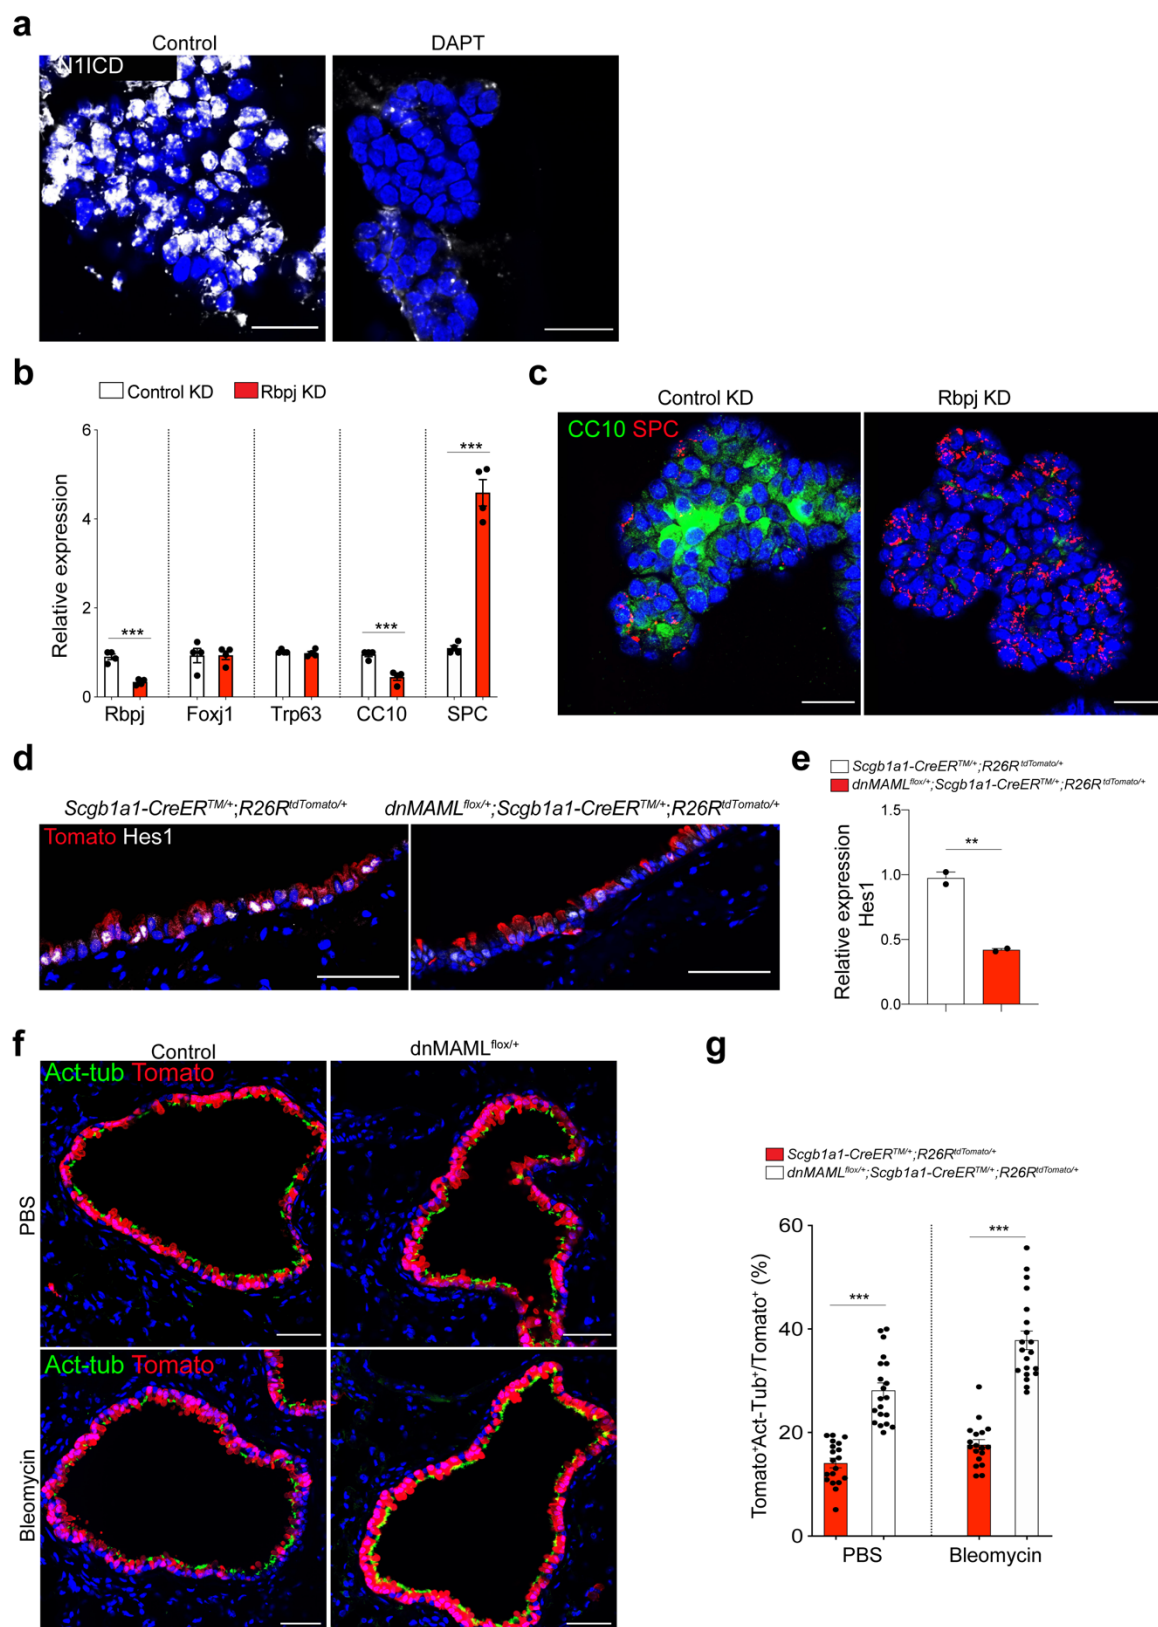 a
Control
DAPT
N1ICD
b
Control KD
Rbpj KD
Relative expression
6
4
2
1
0
***
***
***
Rbpj
Foxj1
Trp63
CC10
SPC
c
Control KD
Rbpj KD
CC10 SPC
d
Scgb1a1-CreERTM/+;R26RtdTomato/+
dnMAMLflox/+;Scgb1a1-CreERTM/+;R26RtdTomato/+
Tomato Hes1
e
Scgb1a1-CreERTM/+;R26RtdTomato/+
dnMAMLflox/+;Scgb1a1-CreERTM/+;R26RtdTomato/+
Relative expression
Hes1
1.5
1.0
0.5
0.0
**
f
Control
dnMAMLflox/+
Act-tub Tomato
PBS
Act-tub Tomato
Bleomycin
g
Scgb1a1-CreERTM/+;R26RtdTomato/+
dnMAMLflox/+;Scgb1a1-CreERTM/+;R26RtdTomato/+
Tomato+Act-Tub+/Tomato+ (%)
60
40
20
0
***
***
PBS
Bleomycin